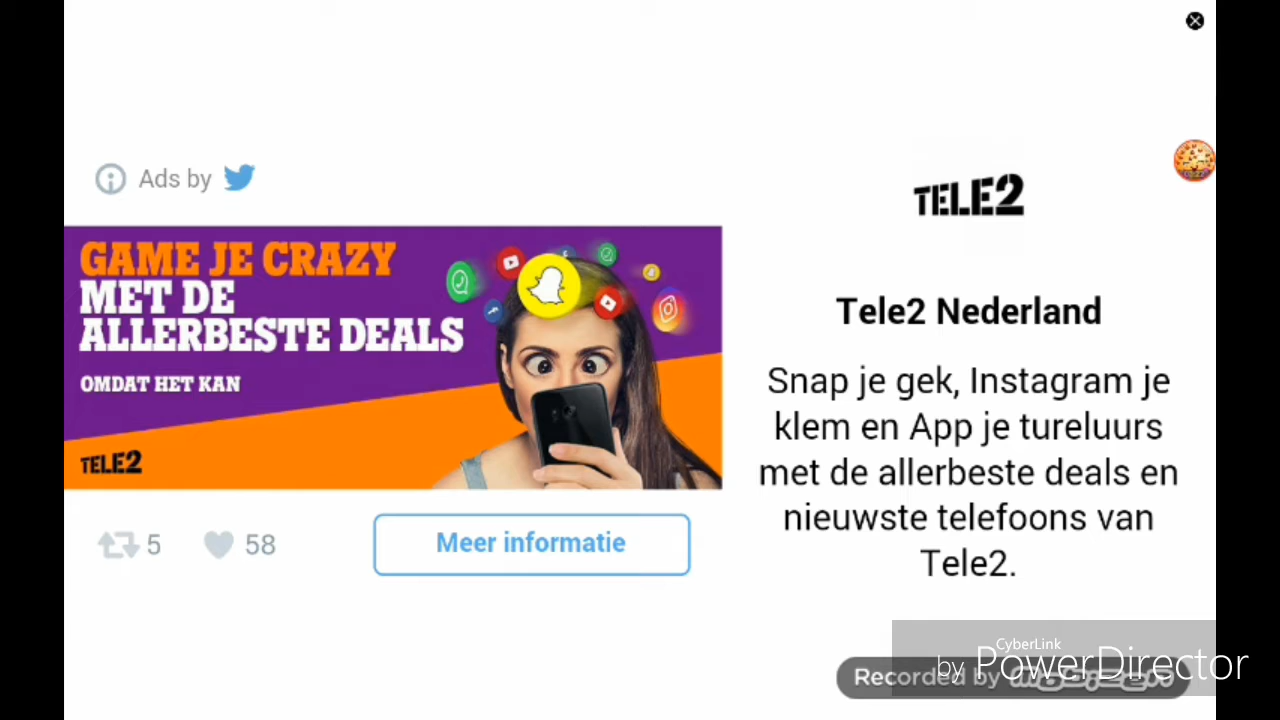 Ads by
GAME JE CRAZY
MET DE
ALLERBESTE DEALS
OMDAT HET KAN
TELE2
5
58
Meer informatie
TELE2
Tele2 Nederland
Snap je gek, Instagram je
klem en App je tureluurs
met de allerbeste deals en
nieuwste telefoons van
Tele2.
CyberLink
by PowerDirector
Recorded by